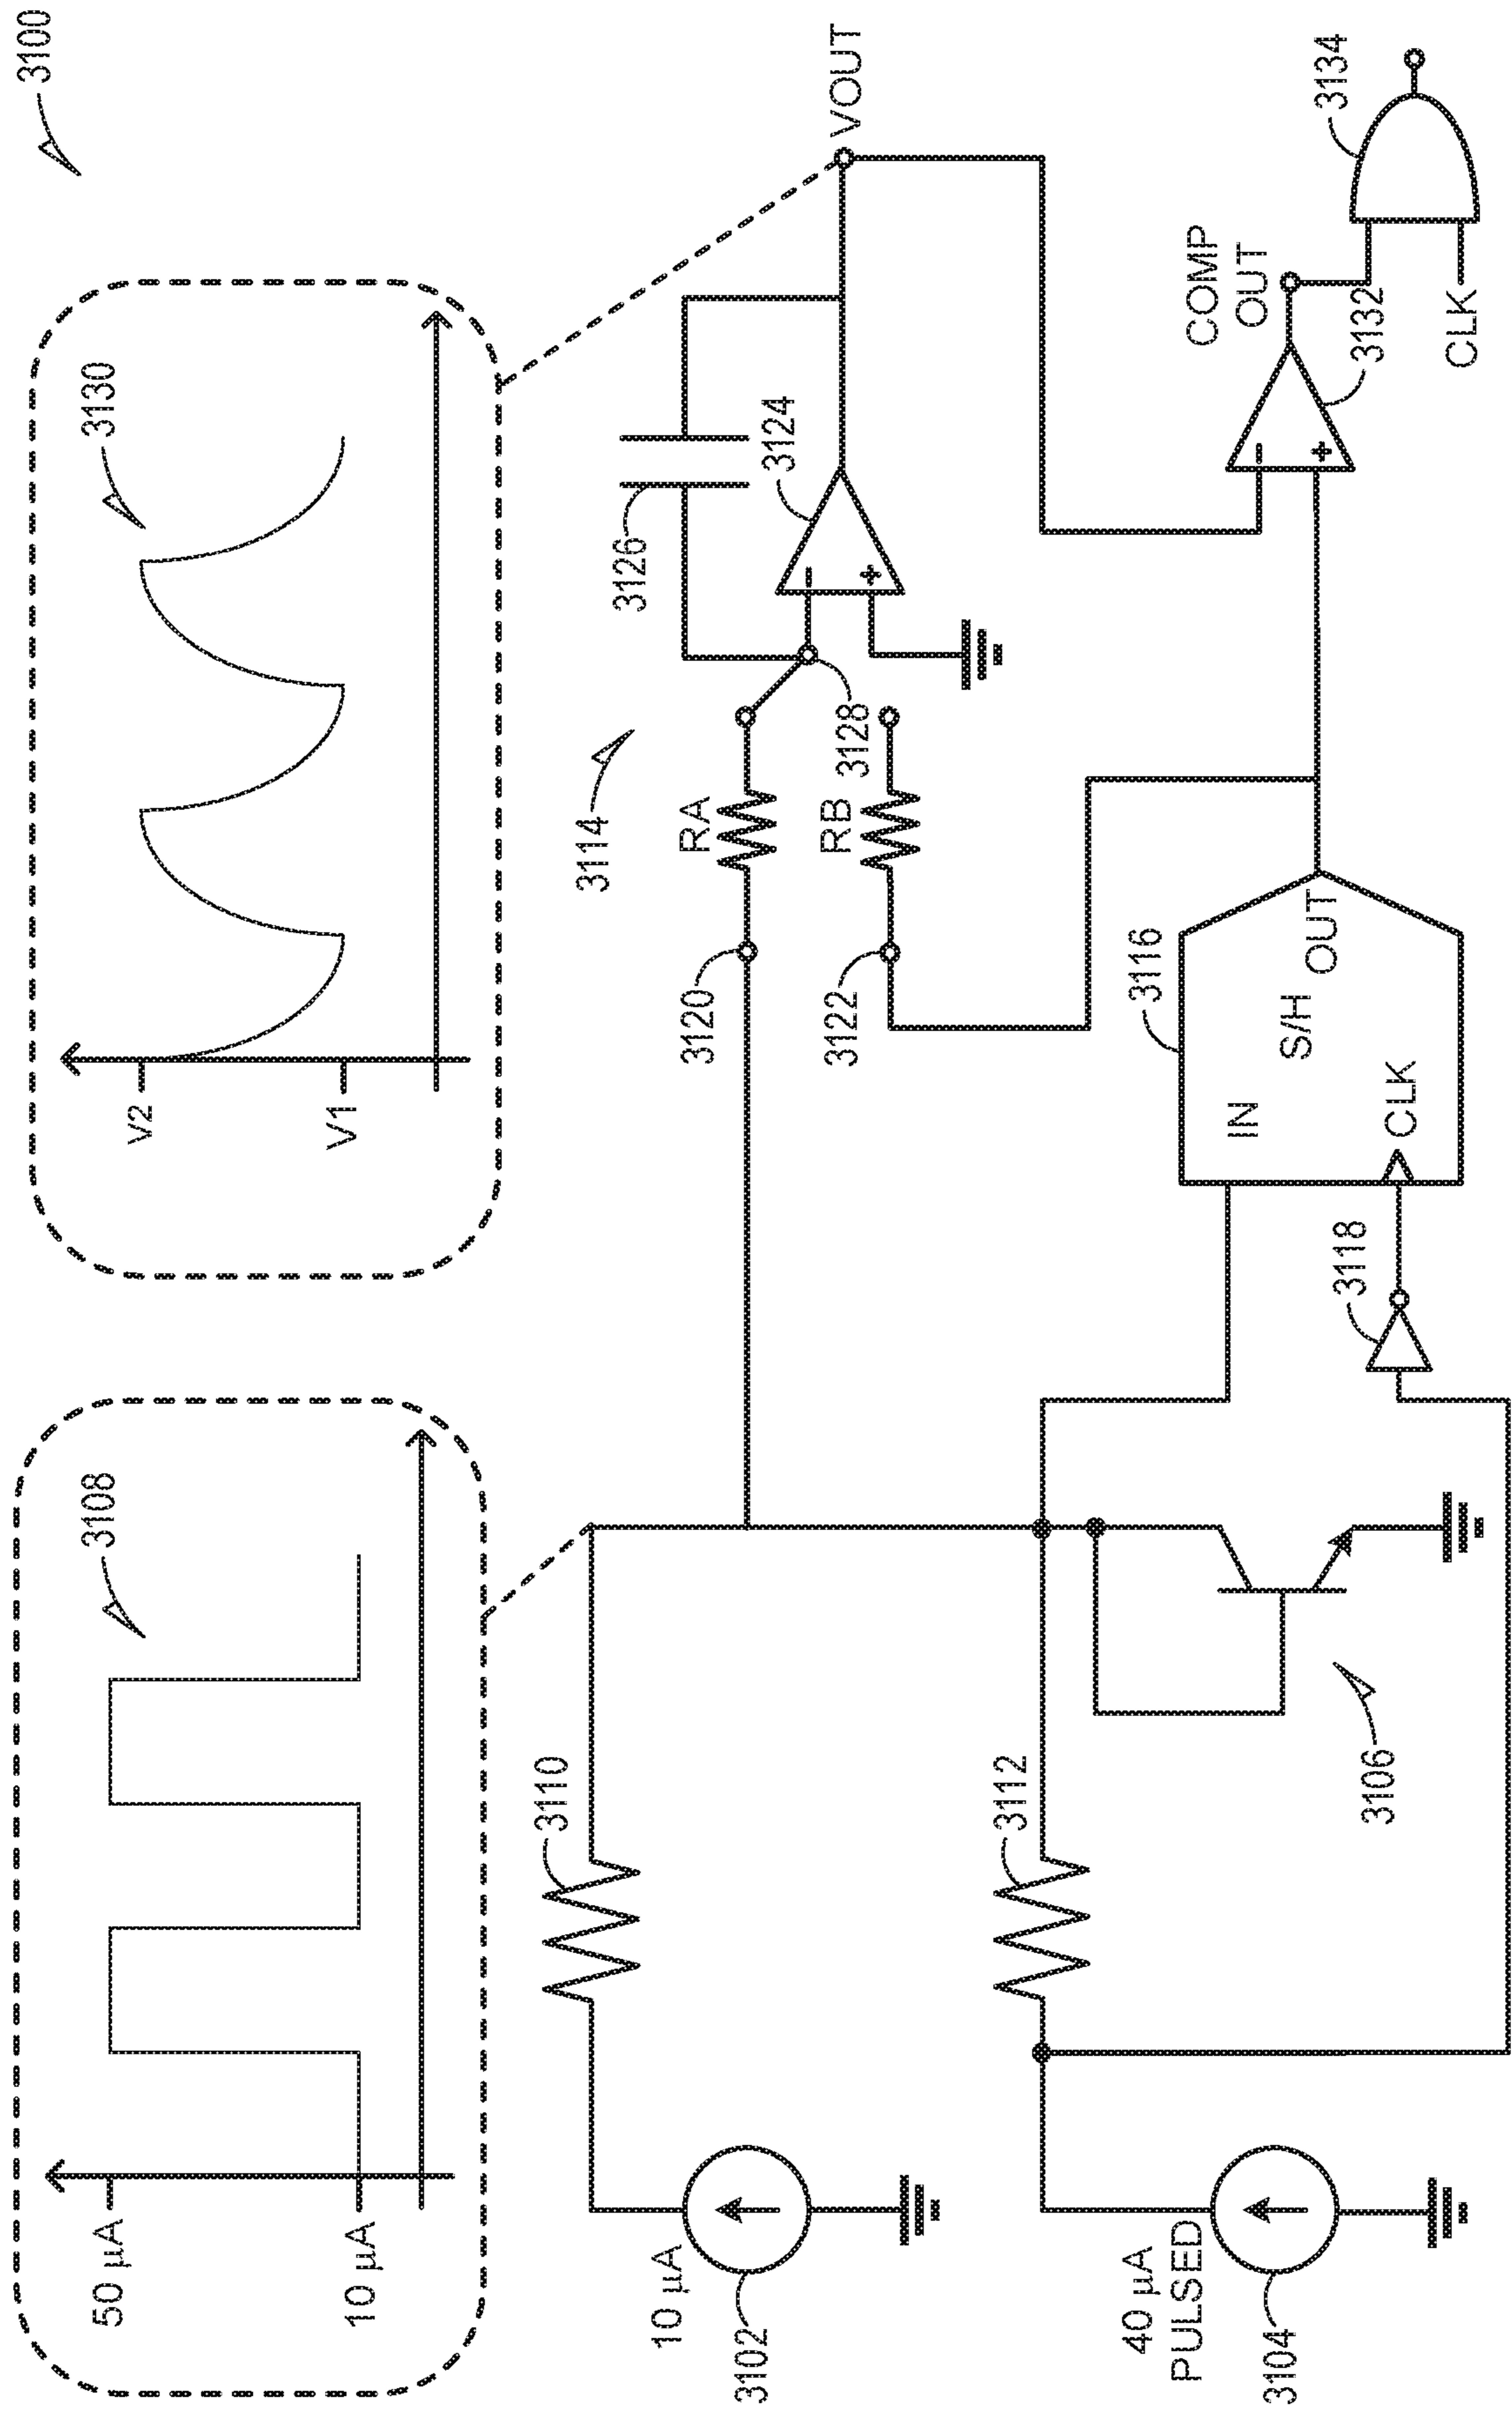 3100
50 µA
10 µA
3108
V2
V1
3130
10 µA
3102
3110
3120
RA
3114
3126
3124
VOUT
3122
RB
3128
40 µA
PULSED
3104
3112
3106
3118
3116
IN
S/H
OUT
CLK
COMP
OUT
3132
CLK
3134